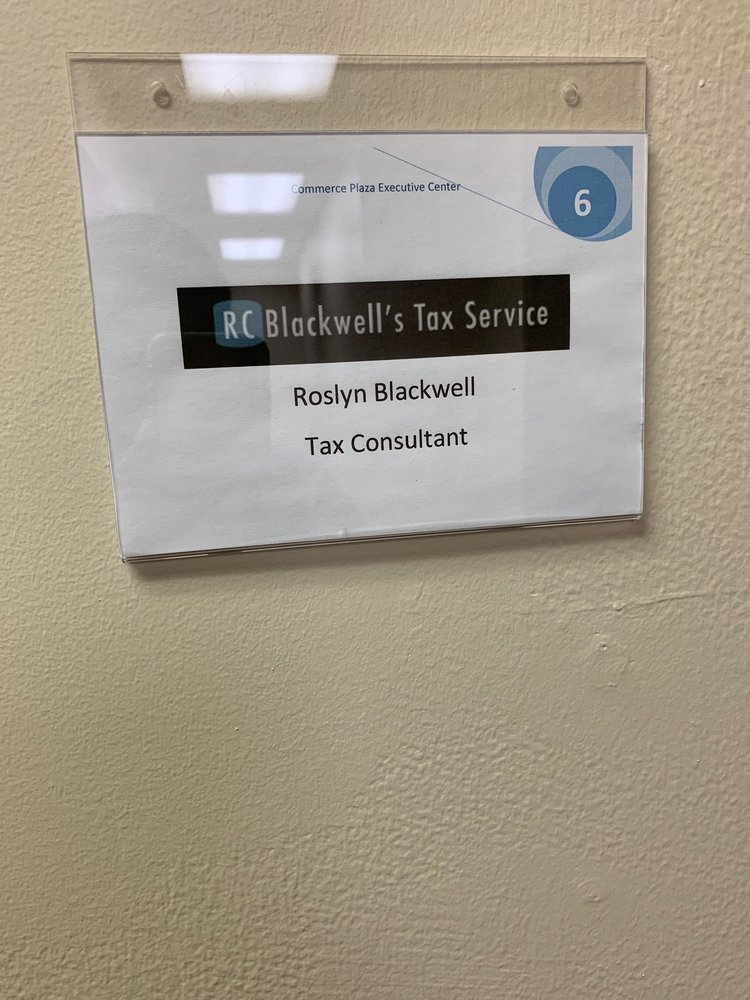 Commerce Plaza Executive Center
6
RC Blackwell's Tax Service
Roslyn Blackwell
Tax Consultant